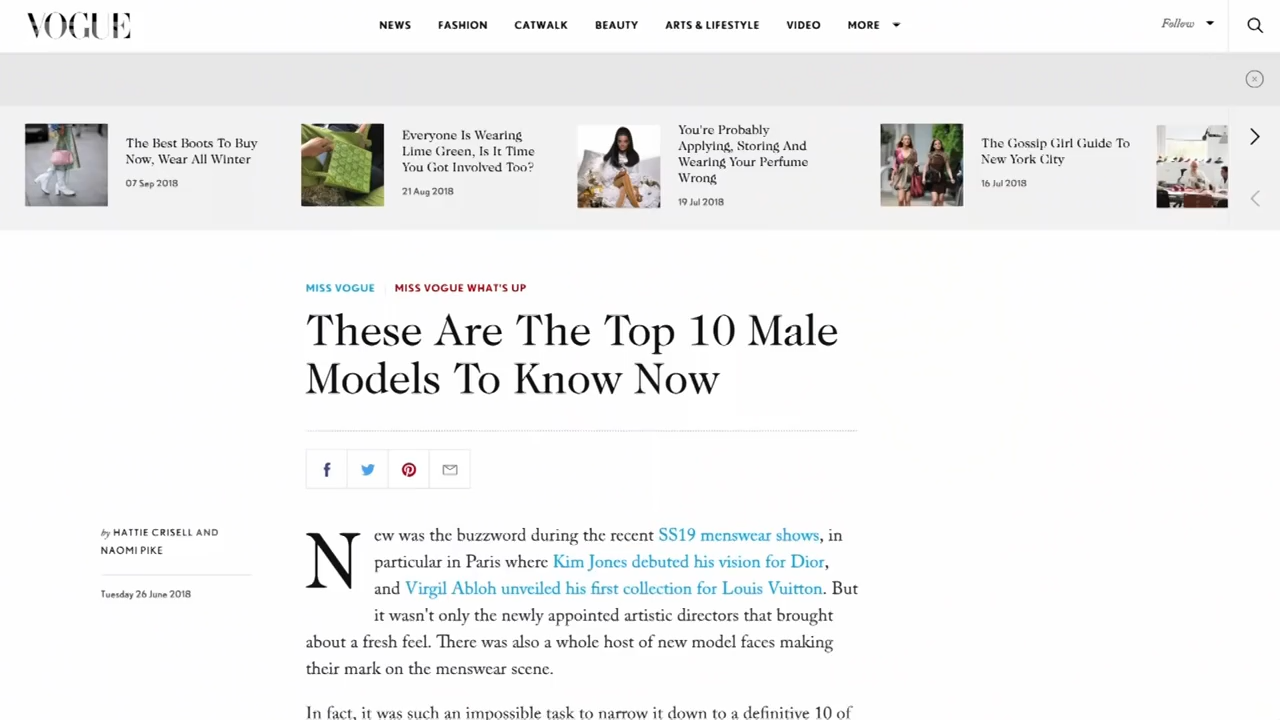 VOGUE
NEWS FASHION CATWALK BEAUTY ARTS & LIFESTYLE VIDEO MORE
Follow
The Best Boots To Buy
Now, Wear All Winter
07 Sep 2018
Everyone Is Wearing
Lime Green, Is It Time
You Got Involved Too?
21 Aug 2018
You're Probably
Applying, Storing And
Wearing Your Perfume
Wrong
19 Jul 2018
The Gossip Girl Guide To
New York City
16 Jul 2018
MISS VOGUE MISS VOGUE WHAT'S UP
These Are The Top 10 Male
Models To Know Now
by HATTIE CRISELL AND
NAOMI PIKE
Tuesday 26 June 2018
New was the buzzword during the recent SS19 menswear shows, in
particular in Paris where Kim Jones debuted his vision for Dior,
and Virgil Abloh unveiled his first collection for Louis Vuitton. But
it wasn't only the newly appointed artistic directors that brought
about a fresh feel. There was also a whole host of new model faces making
their mark on the menswear scene.
In fact, it was such an impossible task to narrow it down to a definitive 10 of